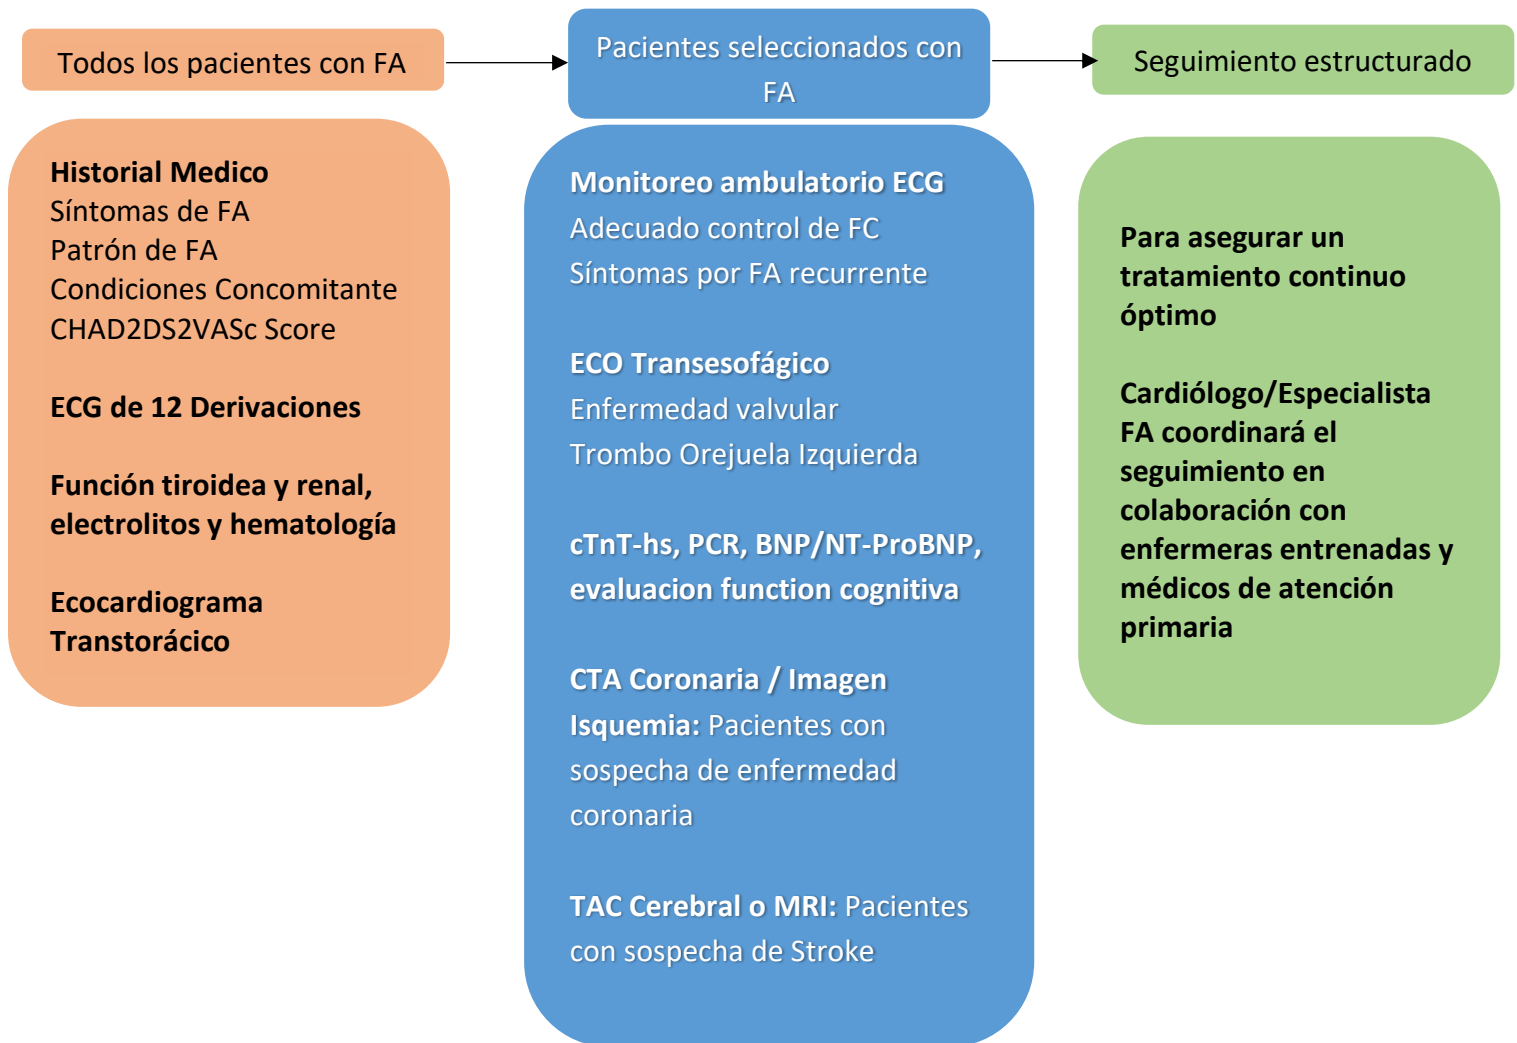 Todos los pacientes con FA
Pacientes seleccionados con
FA
Seguimiento estructurado
Historial Medico
Síntomas de FA
Patrón de FA
Condiciones Concomitante
CHAD2DS2VASc Score
ECG de 12 Derivaciones
Función tiroidea y renal,
electrolitos y hematología
Ecocardiograma
Transtorácico
Monitoreo ambulatorio ECG
Adecuado control de FC
Síntomas por FA recurrente
ECO Transesofágico
Enfermedad valvular
Trombo Orejuela Izquierda
cTnT-hs, PCR, BNP/NT-ProBNP,
evaluacion function cognitiva
CTA Coronaria / Imagen
Isquemia: Pacientes con
sospecha de enfermedad
coronaria
TAC Cerebral o MRI: Pacientes
con sospecha de Stroke
Para asegurar un
tratamiento continuo
óptimo
Cardiólogo/Especialista
FA coordinará el
seguimiento en
colaboración con
enfermeras entrenadas y
médicos de atención
primaria